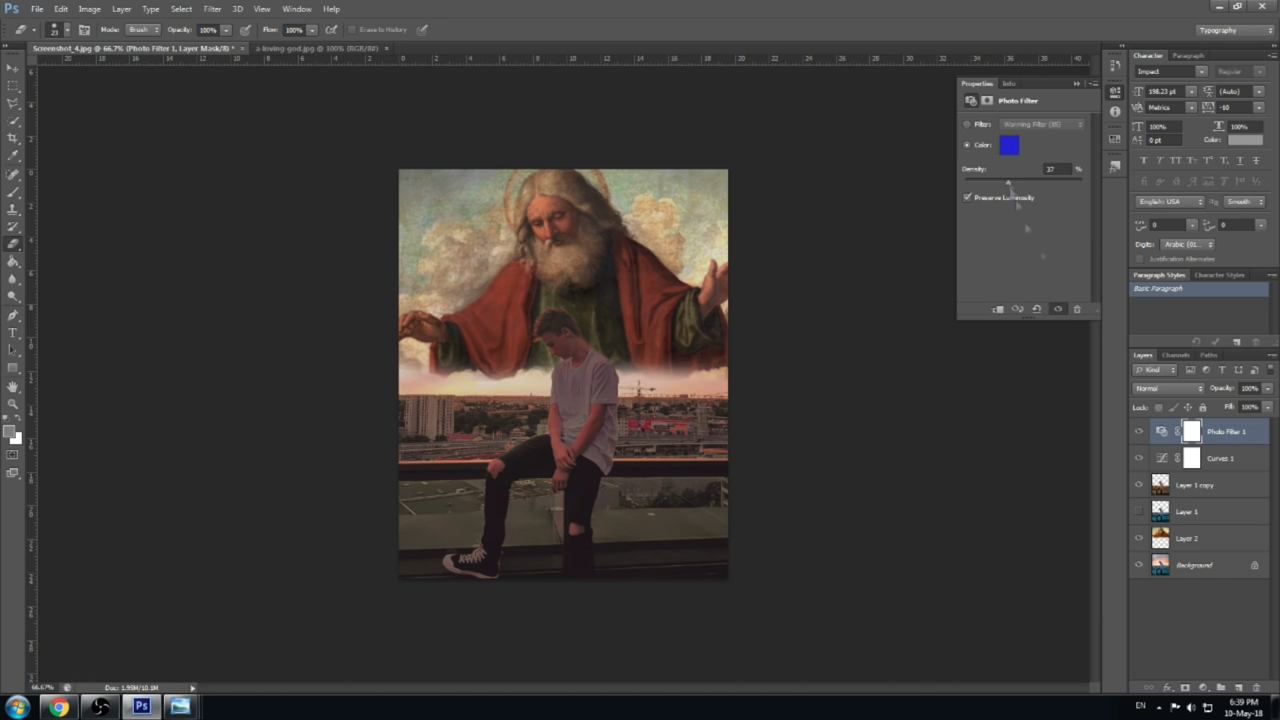 Ps File Edit Image Layer Type Select Filter 3D View Window Help
23 Mode: Brush Opacity: 100% Flow: 100% Erase to History Typography
Screenshot_4.jpg @ 66.7% (Photo Filter 1, Layer Mask/8) * × a-loving-god.jpg @ 100% (RGB/8#) ×
Properties Info
Photo Filter
Filter: Warming Filter (85)
Color:
Density: 37 %
Preserve Luminosity
Character Paragraph
Impact Regular
198.23 pt (Auto)
Metrics -10
100% 100%
0 pt Color:
English: USA Smooth
0 0
Digits: Arabic (01...
Justification Alternates
Paragraph Styles Character Styles
Basic Paragraph
Layers Channels Paths
Kind
Normal Opacity: 100%
Lock: Fill: 100%
Photo Filter 1
Curves 1
Layer 1 copy
Layer 1
Layer 2
Background
66.67% Doc: 1.95M/10.1M
Ps EN 6:39 PM
10-May-18